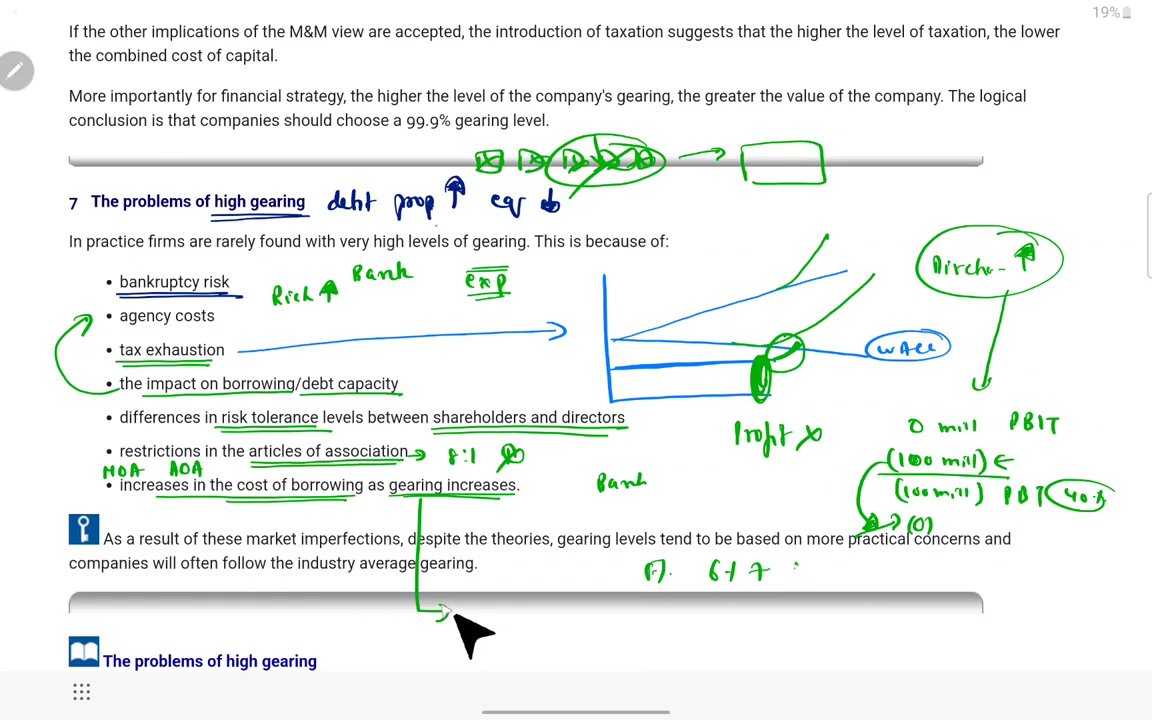 19%
If the other implications of the M&M view are accepted, the introduction of taxation suggests that the higher the level of taxation, the lower
the combined cost of capital.
More importantly for financial strategy, the higher the level of the company's gearing, the greater the value of the company. The logical
conclusion is that companies should choose a 99.9% gearing level.
7 The problems of high gearing debt prop ↑ eq ↓
In practice firms are rarely found with very high levels of gearing. This is because of:
• bankruptcy risk Risk ↑ Bank exp
• agency costs
• tax exhaustion WACC
• the impact on borrowing/debt capacity
• differences in risk tolerance levels between shareholders and directors
Profit x 0 mill PBIT
• restrictions in the articles of association → 8:1
MOA AOA (100 mill) ←
• increases in the cost of borrowing as gearing increases. Bank (100 mill) PBT 40%
→ (0)
As a result of these market imperfections, despite the theories, gearing levels tend to be based on more practical concerns and
companies will often follow the industry average gearing.
The problems of high gearing